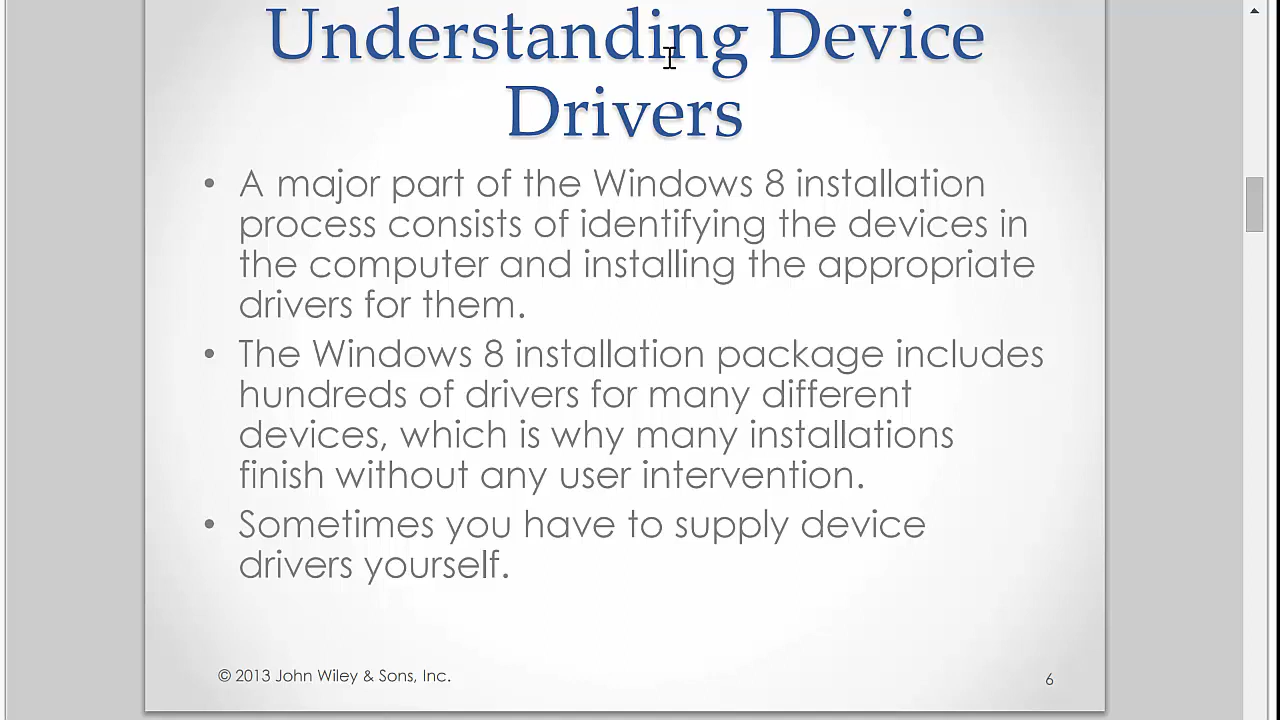 Understanding Device
Drivers
• A major part of the Windows 8 installation
process consists of identifying the devices in
the computer and installing the appropriate
drivers for them.
• The Windows 8 installation package includes
hundreds of drivers for many different
devices, which is why many installations
finish without any user intervention.
• Sometimes you have to supply device
drivers yourself.
© 2013 John Wiley & Sons, Inc.
6